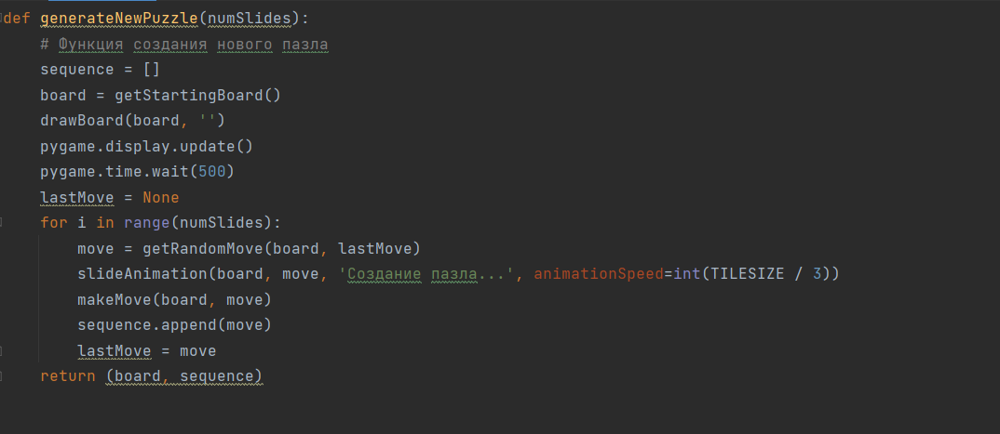 def generateNewPuzzle(numSlides):
    # Функция создания нового пазла
    sequence = []
    board = getStartingBoard()
    drawBoard(board, '')
    pygame.display.update()
    pygame.time.wait(500)
    lastMove = None
    for i in range(numSlides):
        move = getRandomMove(board, lastMove)
        slideAnimation(board, move, 'Создание пазла...', animationSpeed=int(TILESIZE / 3))
        makeMove(board, move)
        sequence.append(move)
        lastMove = move
    return (board, sequence)